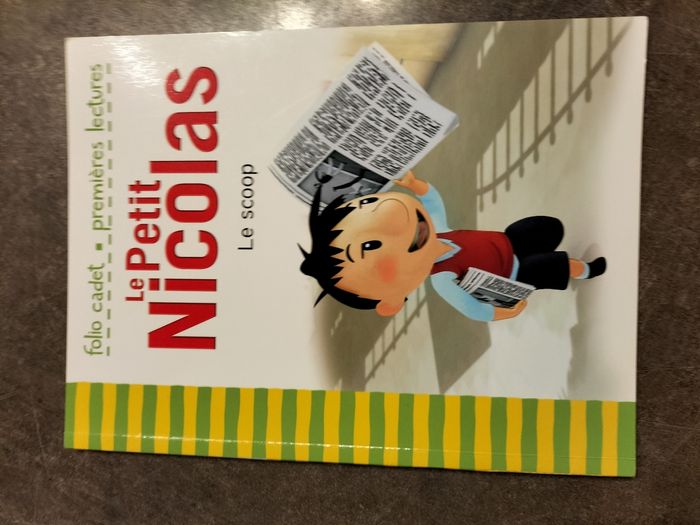 folio cadet ▪ premières lectures
Le Petit
Nicolas
Le scoop